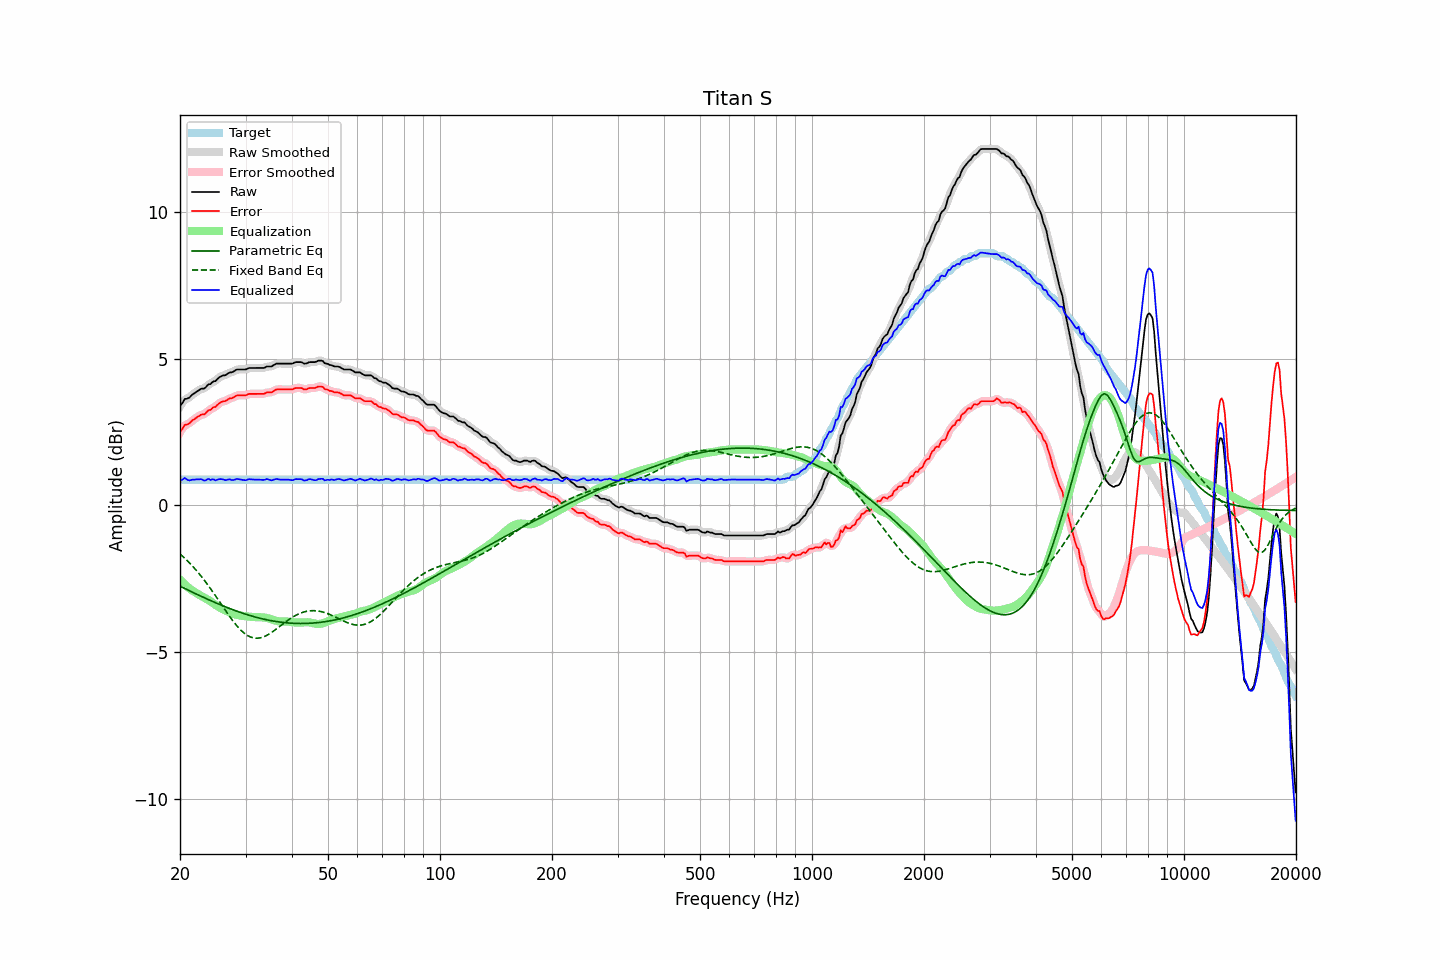 Titan S
Target
Raw Smoothed
Error Smoothed
Raw
Error
Equalization
Parametric Eq
Fixed Band Eq
Equalized
Amplitude (dBr)
10
5
0
−5
−10
20
50
100
200
500
1000
2000
5000
10000
20000
Frequency (Hz)